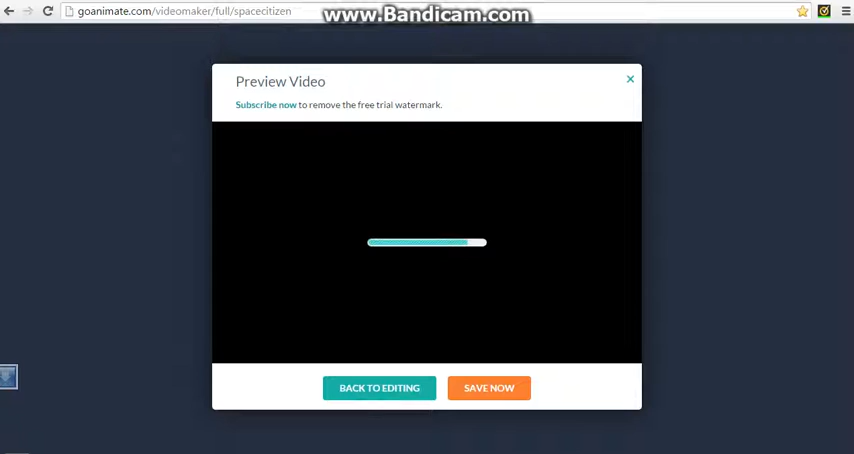 goanimate.com/videomaker/full/spacecitizen
www.Bandicam.com
Preview Video
Subscribe now to remove the free trial watermark.
BACK TO EDITING
SAVE NOW